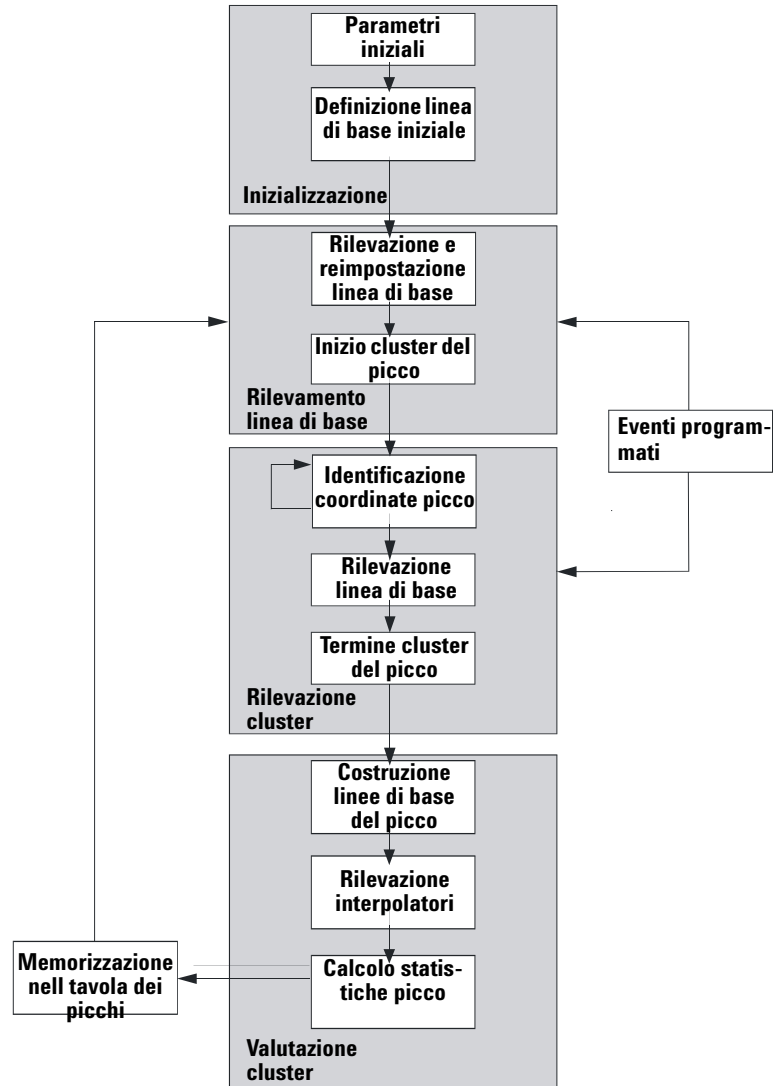 Parametri
iniziali
Definizione linea
di base iniziale
Inizializzazione
Rilevazione e
reimpostazione
linea di base
Inizio cluster del
picco
Rilevamento
linea di base
Eventi program-
mati
Identificazione
coordinate picco
Rilevazione
linea di base
Termine cluster
del picco
Rilevazione
cluster
Costruzione
linee di base
del picco
Rilevazione
interpolatori
Calcolo statis-
tiche picco
Memorizzazione
nell tavola dei
picchi
Valutazione
cluster